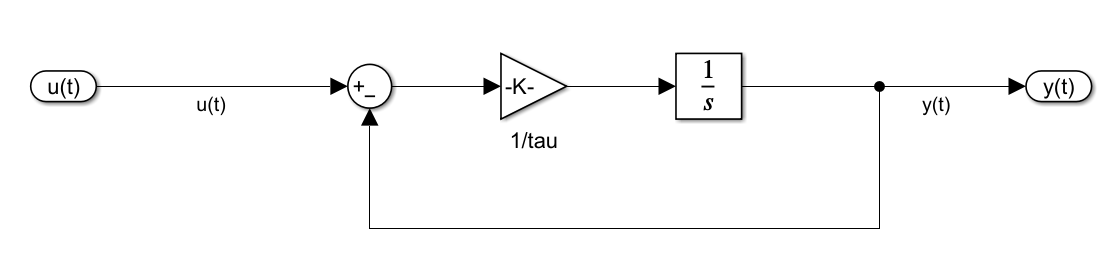 u(t)
u(t)
+
_
-K-
1/tau
1
s
y(t)
y(t)